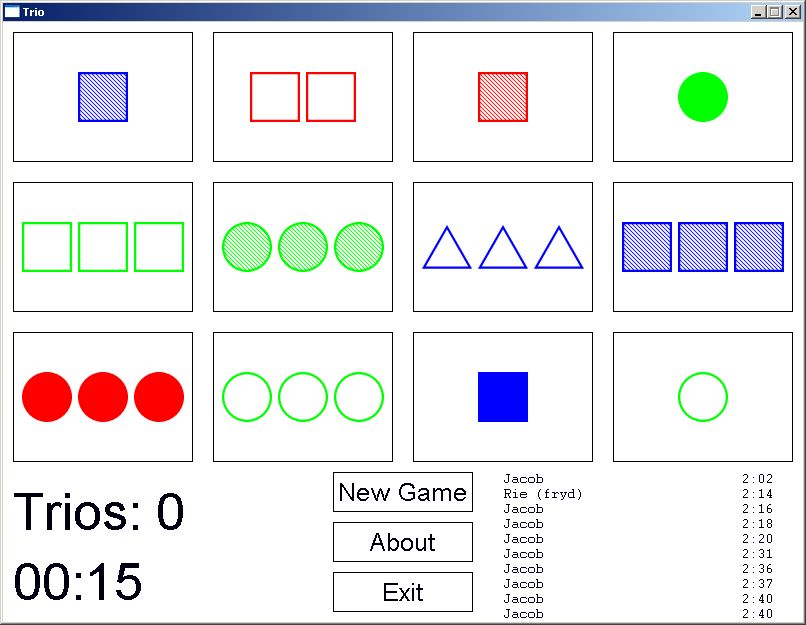 Trio
Trios: 0
00:15
New Game
About
Exit
Jacob 2:02
Rie (fryd) 2:14
Jacob 2:16
Jacob 2:18
Jacob 2:20
Jacob 2:31
Jacob 2:36
Jacob 2:37
Jacob 2:40
Jacob 2:40